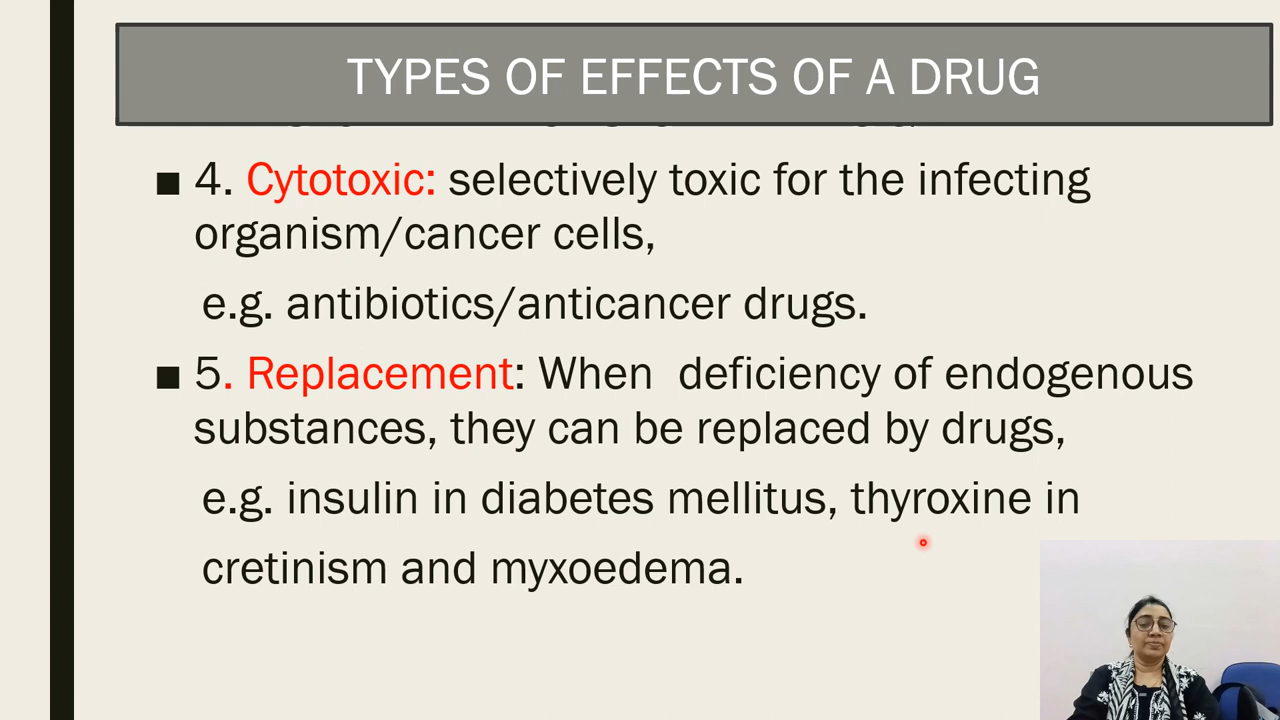 TYPES OF EFFECTS OF A DRUG
■ 4. Cytotoxic: selectively toxic for the infecting
organism/cancer cells,
e.g. antibiotics/anticancer drugs.
■ 5. Replacement: When  deficiency of endogenous
substances, they can be replaced by drugs,
e.g. insulin in diabetes mellitus, thyroxine in
cretinism and myxoedema.